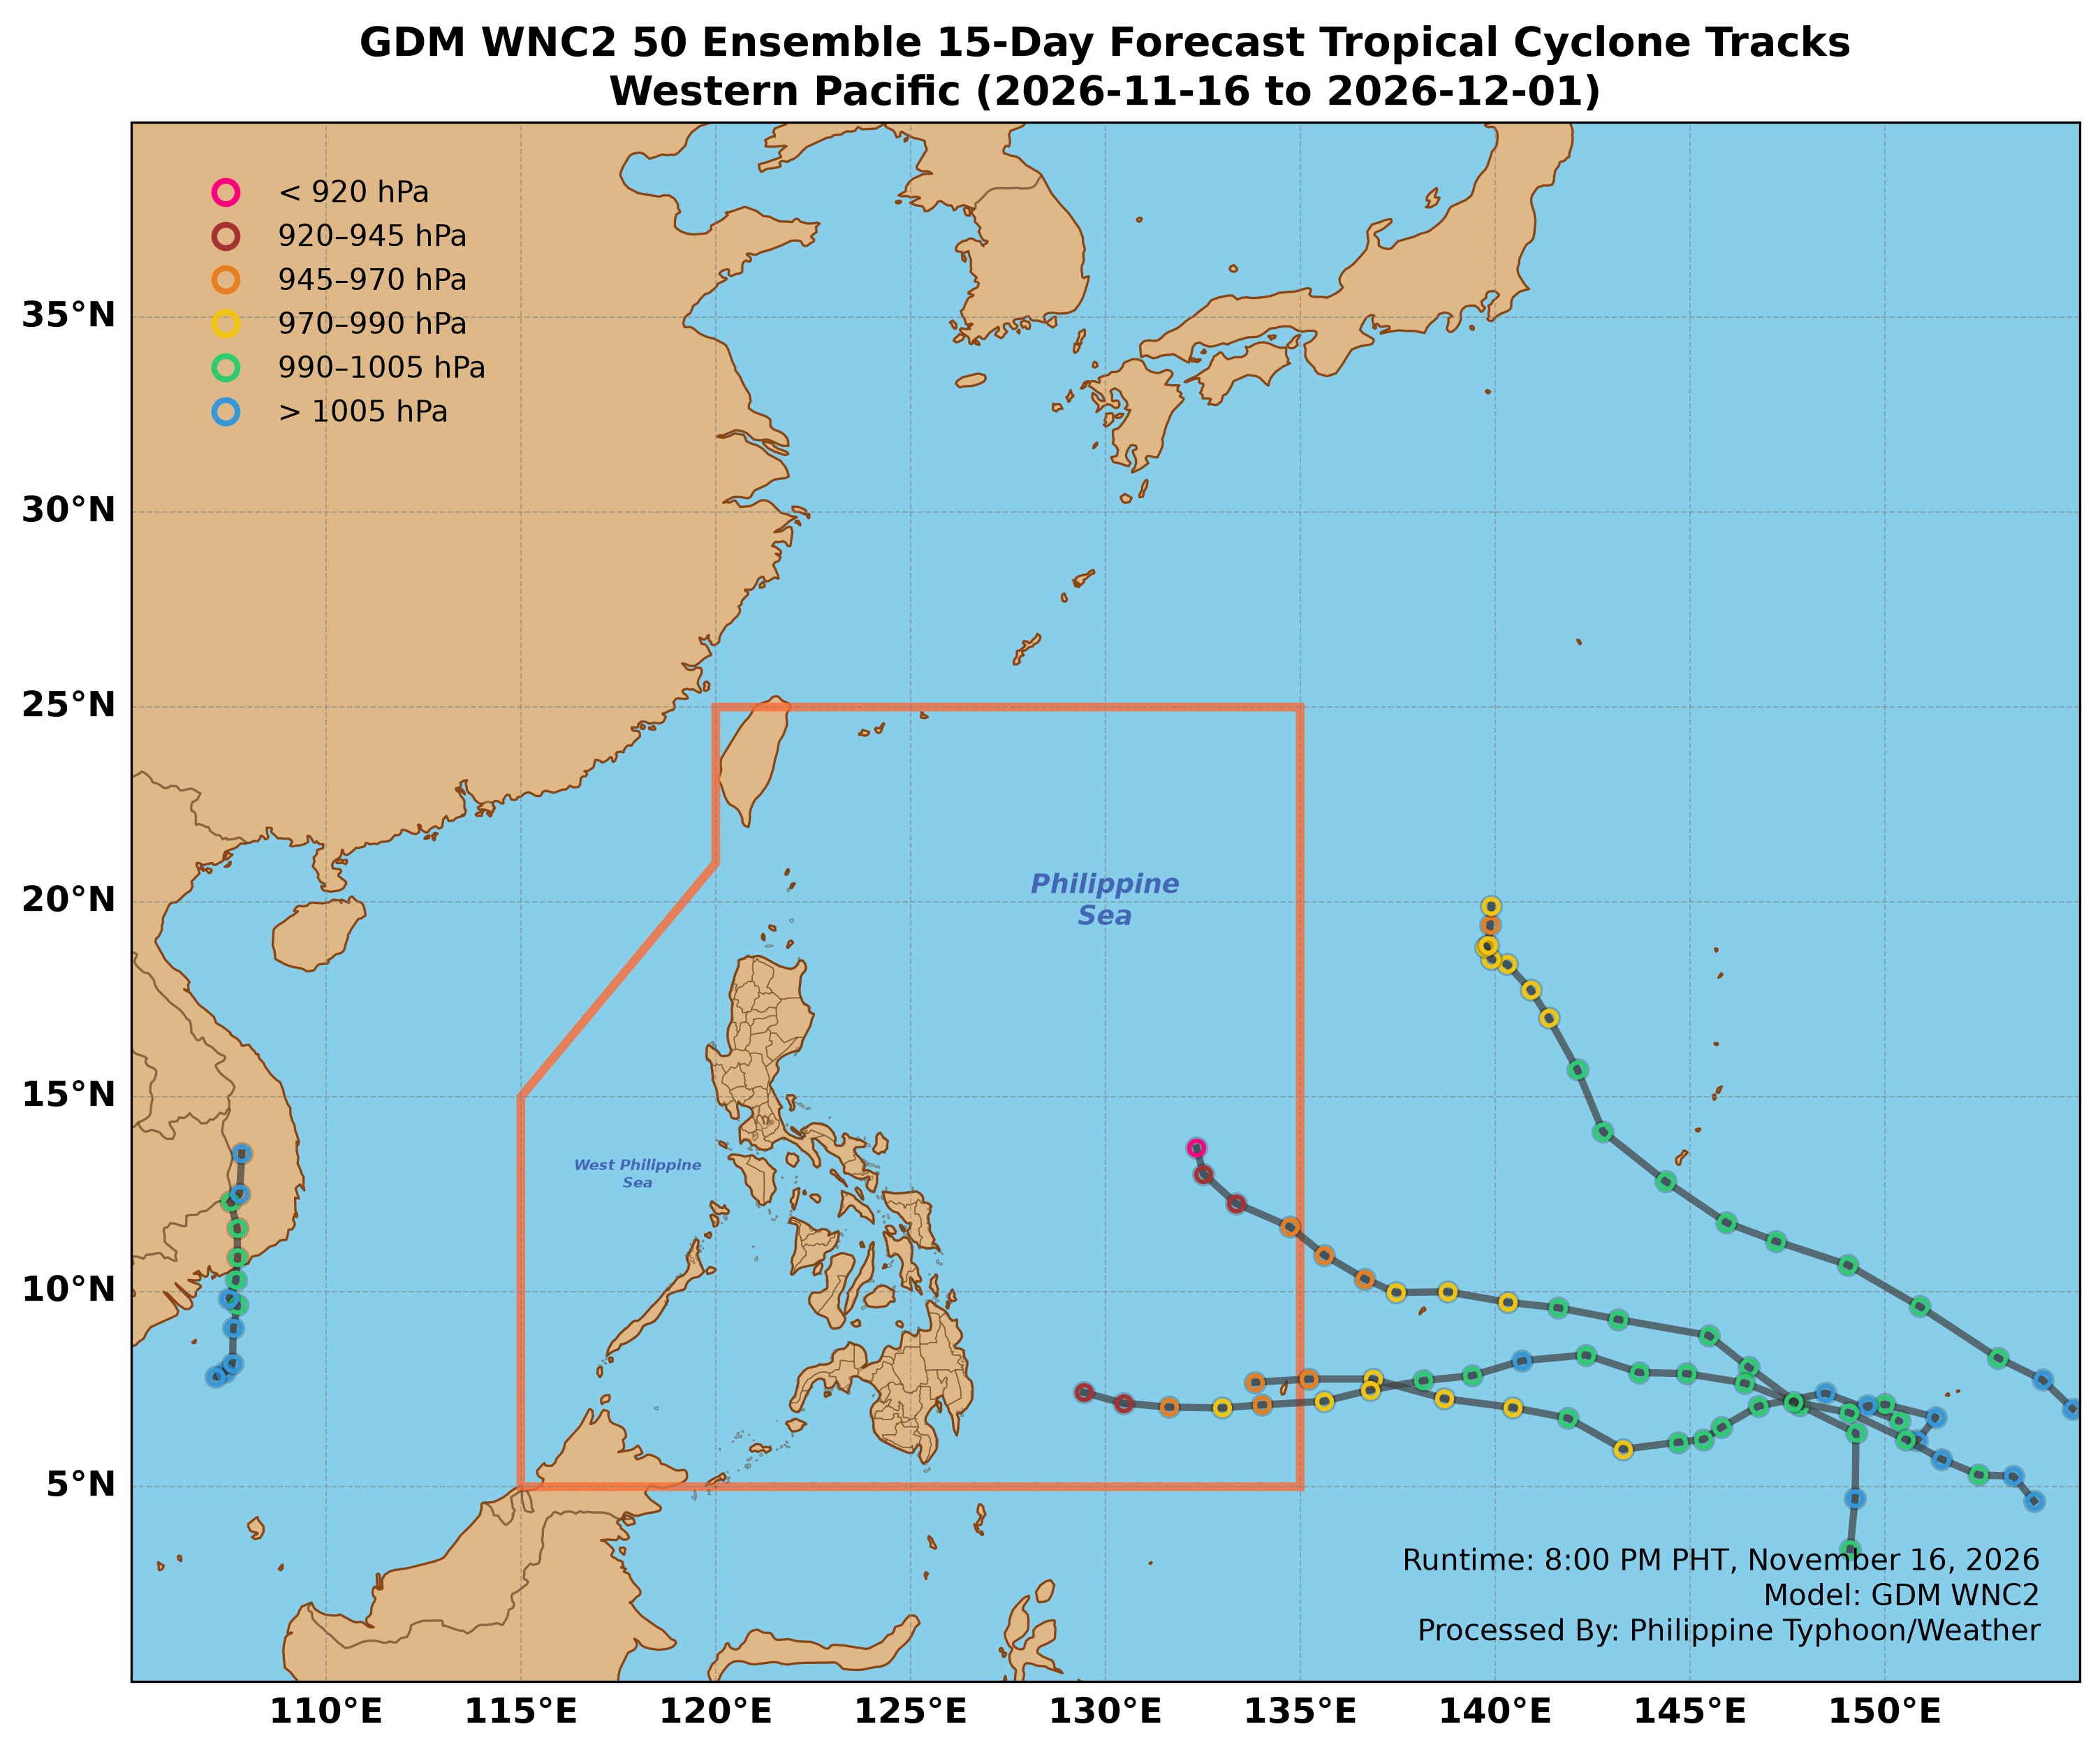 GDM WNC2 50 Ensemble 15-Day Forecast Tropical Cyclone Tracks
Western Pacific (2026-11-16 to 2026-12-01)
< 920 hPa
920–945 hPa
945–970 hPa
970–990 hPa
990–1005 hPa
> 1005 hPa
35°N
30°N
25°N
20°N
15°N
10°N
5°N
Philippine
Sea
West Philippine
Sea
Runtime: 8:00 PM PHT, November 16, 2026
Model: GDM WNC2
Processed By: Philippine Typhoon/Weather
110°E
115°E
120°E
125°E
130°E
135°E
140°E
145°E
150°E